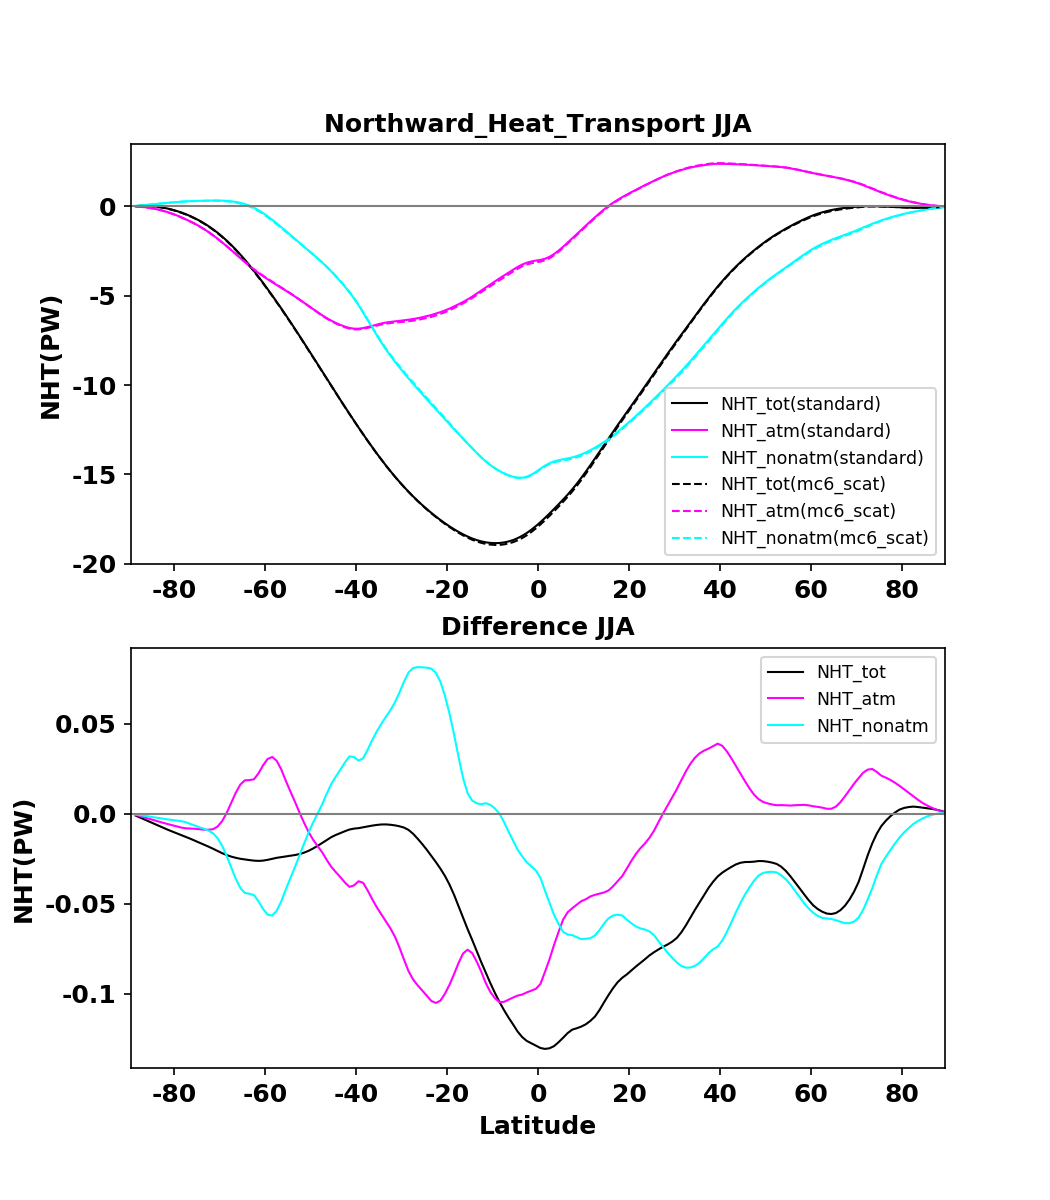 Northward_Heat_Transport JJA
NHT(PW)
0
-5
-10
-15
-20
-80 -60 -40 -20 0 20 40 60 80
NHT_tot(standard)
NHT_atm(standard)
NHT_nonatm(standard)
NHT_tot(mc6_scat)
NHT_atm(mc6_scat)
NHT_nonatm(mc6_scat)
Difference JJA
NHT(PW)
0.05
0.0
-0.05
-0.1
-80 -60 -40 -20 0 20 40 60 80
NHT_tot
NHT_atm
NHT_nonatm
Latitude